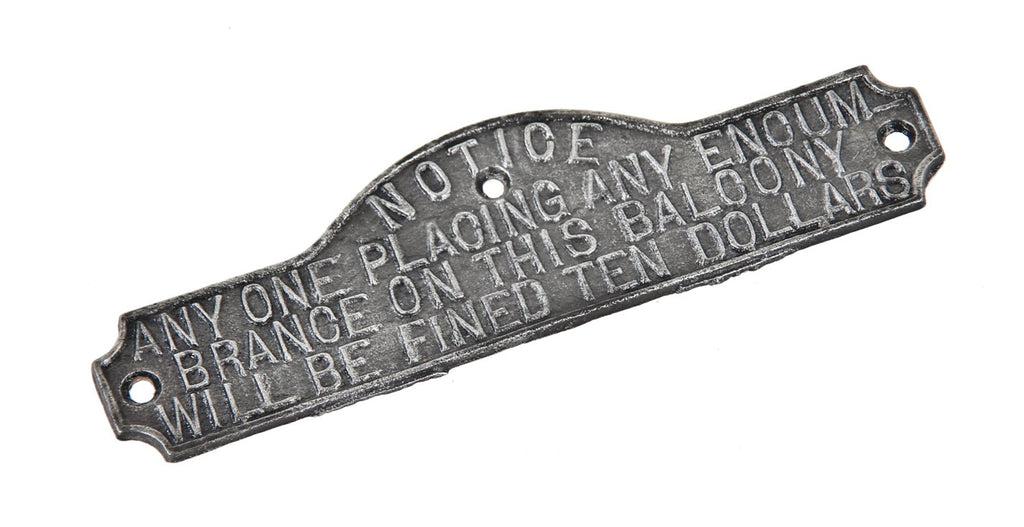 NOTICE
ANY ONE PLACING ANY ENCUM-
BRANCE ON THIS BALCONY
WILL BE FINED TEN DOLLARS